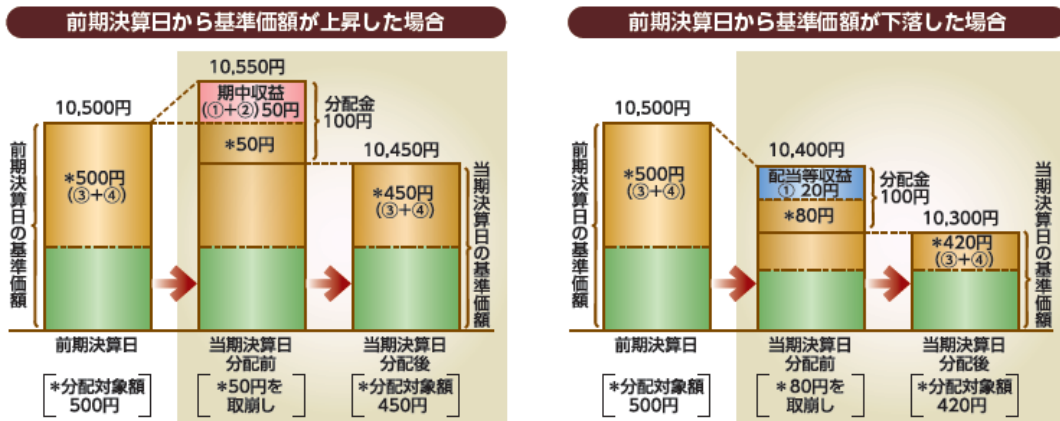 前期決算日から基準価額が上昇した場合
10,550円
10,500円
期中収益
(①+②)50円
分配金
100円
*50円
10,450円
*500円
(③+④)
*450円
(③+④)
前期決算日の基準価額
当期決算日の基準価額
前期決算日
当期決算日
分配前
当期決算日
分配後
*分配対象額
500円
*50円を
取崩し
*分配対象額
450円
前期決算日から基準価額が下落した場合
10,500円
10,400円
*500円
(③+④)
配当等収益
① 20円
分配金
100円
*80円
10,300円
*420円
(③+④)
前期決算日の基準価額
当期決算日の基準価額
前期決算日
当期決算日
分配前
当期決算日
分配後
*分配対象額
500円
*80円を
取崩し
*分配対象額
420円